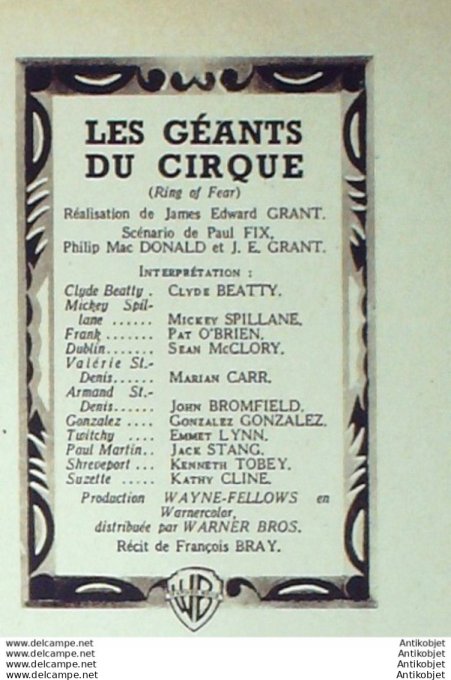 LES GÉANTS
DU CIRQUE
(Ring of Fear)
Réalisation de James Edward GRANT.
Scénario de Paul FIX,
Philip Mac DONALD et J. E. GRANT.
INTERPRÉTATION :
Clyde Beatty . CLYDE BEATTY.
Mickey Spil-
lane ...... MICKEY SPILLANE.
Frank ....... PAT O'BRIEN.
Dublin....... SEAN McCLORY.
Valérie St.-
Denis...... MARIAN CARR.
Armand St.-
Denis...... JOHN BROMFIELD.
Gonzalez .... GONZALEZ GONZALEZ.
Twitchy .... EMMET LYNN.
Paul Martin.. JACK STANG.
Shreveport ... KENNETH TOBEY.
Suzette ..... KATHY CLINE.
Production WAYNE-FELLOWS en
Warnercolor,
distribuée par WARNER BROS.
Récit de François BRAY.
WB
www.delcampe.net Antikobjet
www.delcampe.net Antikobjet
www.delcampe.net Antikobjet